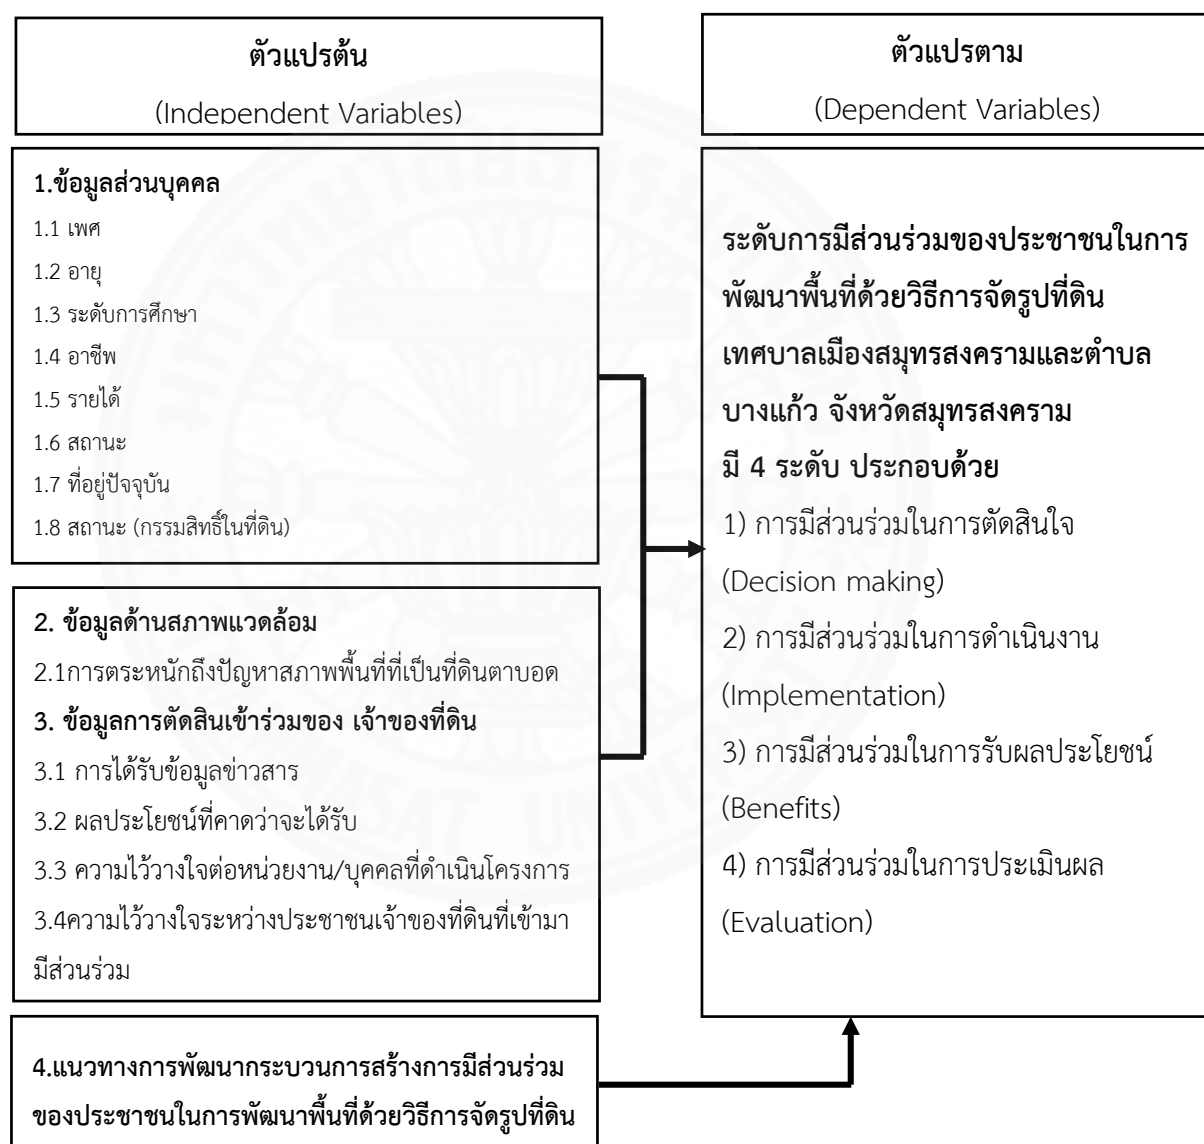 ตัวแปรต้น
(Independent Variables)
1.ข้อมูลส่วนบุคคล
1.1 เพศ
1.2 อายุ
1.3 ระดับการศึกษา
1.4 อาชีพ
1.5 รายได้
1.6 สถานะ
1.7 ที่อยู่ปัจจุบัน
1.8 สถานะ (กรรมสิทธิ์ในที่ดิน)
2. ข้อมูลด้านสภาพแวดล้อม
2.1การตระหนักถึงปัญหาสภาพพื้นที่ที่เป็นที่ดินตาบอด
3. ข้อมูลการตัดสินเข้าร่วมของ เจ้าของที่ดิน
3.1 การได้รับข้อมูลข่าวสาร
3.2 ผลประโยชน์ที่คาดว่าจะได้รับ
3.3 ความไว้วางใจต่อหน่วยงาน/บุคคลที่ดำเนินโครงการ
3.4ความไว้วางใจระหว่างประชาชนเจ้าของที่ดินที่เข้ามา
มีส่วนร่วม
4.แนวทางการพัฒนากระบวนการสร้างการมีส่วนร่วม
ของประชาชนในการพัฒนาพื้นที่ด้วยวิธีการจัดรูปที่ดิน
ตัวแปรตาม
(Dependent Variables)
ระดับการมีส่วนร่วมของประชาชนในการ
พัฒนาพื้นที่ด้วยวิธีการจัดรูปที่ดิน
เทศบาลเมืองสมุทรสงครามและตำบล
บางแก้ว จังหวัดสมุทรสงคราม
มี 4 ระดับ ประกอบด้วย
1) การมีส่วนร่วมในการตัดสินใจ
(Decision making)
2) การมีส่วนร่วมในการดำเนินงาน
(Implementation)
3) การมีส่วนร่วมในการรับผลประโยชน์
(Benefits)
4) การมีส่วนร่วมในการประเมินผล
(Evaluation)